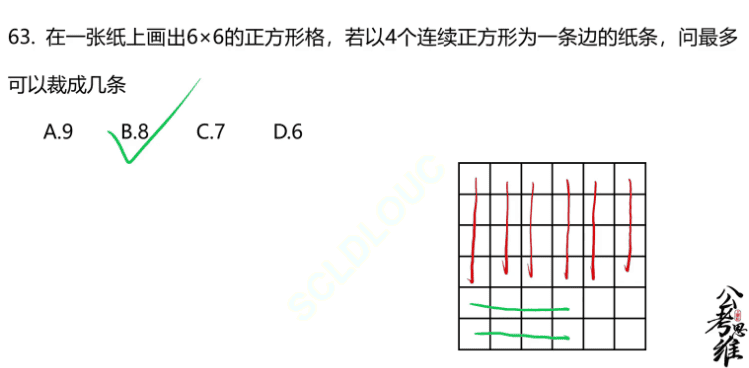 63. 在一张纸上画出6×6的正方形格，若以4个连续正方形为一条边的纸条，问最多
可以裁成几条
A.9 B.8 C.7 D.6
SCLDLOUC
公考思维